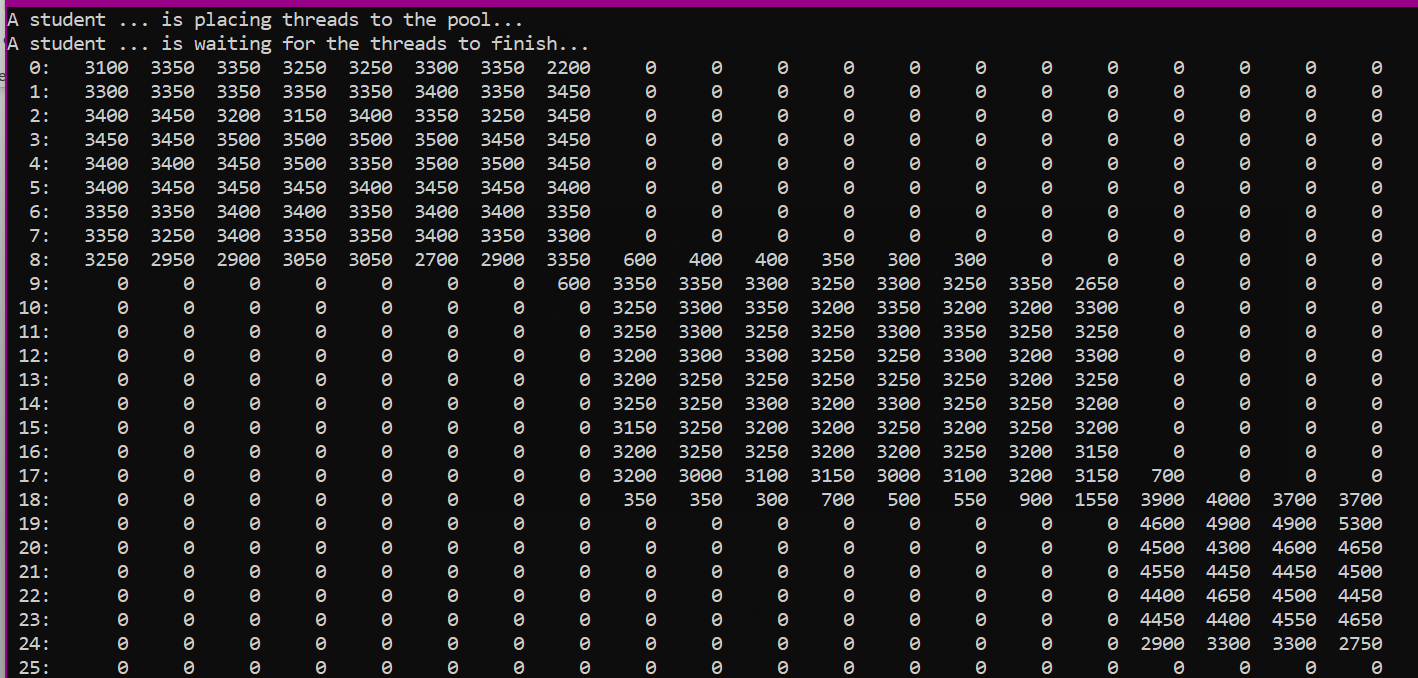 A student ... is placing threads to the pool...
A student ... is waiting for the threads to finish...
0: 3100 3350 3350 3250 3250 3300 3350 2200 0 0 0 0 0 0 0 0 0 0 0 0
1: 3300 3350 3350 3350 3350 3400 3350 3450 0 0 0 0 0 0 0 0 0 0 0 0
2: 3400 3450 3200 3150 3400 3350 3250 3450 0 0 0 0 0 0 0 0 0 0 0 0
3: 3450 3450 3500 3500 3500 3500 3450 3450 0 0 0 0 0 0 0 0 0 0 0 0
4: 3400 3400 3450 3500 3350 3500 3500 3450 0 0 0 0 0 0 0 0 0 0 0 0
5: 3400 3450 3450 3450 3400 3450 3450 3400 0 0 0 0 0 0 0 0 0 0 0 0
6: 3350 3350 3400 3400 3350 3400 3400 3350 0 0 0 0 0 0 0 0 0 0 0 0
7: 3350 3250 3400 3350 3350 3400 3350 3300 0 0 0 0 0 0 0 0 0 0 0 0
8: 3250 2950 2900 3050 3050 2700 2900 3350 600 400 400 350 300 300 0 0 0 0 0 0
9: 0 0 0 0 0 0 0 600 3350 3350 3300 3250 3300 3250 3350 2650 0 0 0 0
10: 0 0 0 0 0 0 0 0 3250 3300 3350 3200 3350 3200 3200 3300 0 0 0 0
11: 0 0 0 0 0 0 0 0 3250 3300 3250 3250 3300 3350 3250 3250 0 0 0 0
12: 0 0 0 0 0 0 0 0 3200 3300 3300 3250 3250 3300 3200 3300 0 0 0 0
13: 0 0 0 0 0 0 0 0 3200 3250 3250 3250 3250 3250 3200 3250 0 0 0 0
14: 0 0 0 0 0 0 0 0 3250 3250 3300 3200 3300 3250 3250 3200 0 0 0 0
15: 0 0 0 0 0 0 0 0 3150 3250 3200 3200 3200 3250 3250 3200 0 0 0 0
16: 0 0 0 0 0 0 0 0 3200 3250 3250 3200 3200 3250 3200 3150 0 0 0 0
17: 0 0 0 0 0 0 0 0 3200 3000 3100 3150 3000 3100 3200 3150 700 0 0 0
18: 0 0 0 0 0 0 0 0 350 350 300 700 500 550 900 1550 3900 4000 3700 3700
19: 0 0 0 0 0 0 0 0 0 0 0 0 0 0 0 0 4600 4900 4900 5300
20: 0 0 0 0 0 0 0 0 0 0 0 0 0 0 0 0 4500 4300 4600 4650
21: 0 0 0 0 0 0 0 0 0 0 0 0 0 0 0 0 4550 4450 4450 4500
22: 0 0 0 0 0 0 0 0 0 0 0 0 0 0 0 0 4400 4650 4500 4450
23: 0 0 0 0 0 0 0 0 0 0 0 0 0 0 0 0 4450 4400 4550 4650
24: 0 0 0 0 0 0 0 0 0 0 0 0 0 0 0 0 2900 3300 3300 2750
25: 0 0 0 0 0 0 0 0 0 0 0 0 0 0 0 0 0 0 0 0